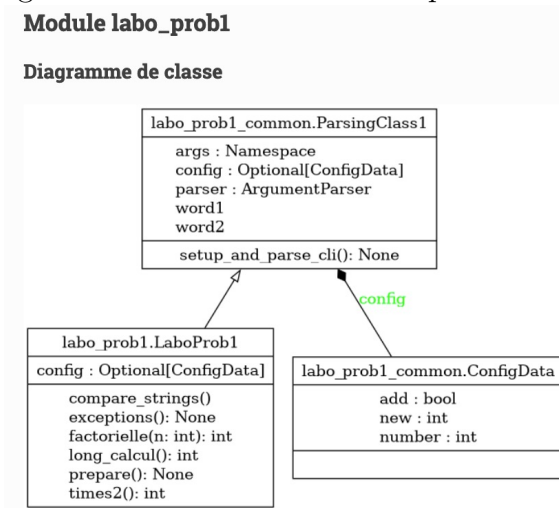 Module labo_prob1
Diagramme de classe
labo_prob1_common.ParsingClass1
args : Namespace
config : Optional[ConfigData]
parser : ArgumentParser
word1
word2
setup_and_parse_cli(): None
config
labo_prob1.LaboProb1
config : Optional[ConfigData]
compare_strings()
exceptions(): None
factorielle(n: int): int
long_calcul(): int
prepare(): None
times2(): int
labo_prob1_common.ConfigData
add : bool
new : int
number : int